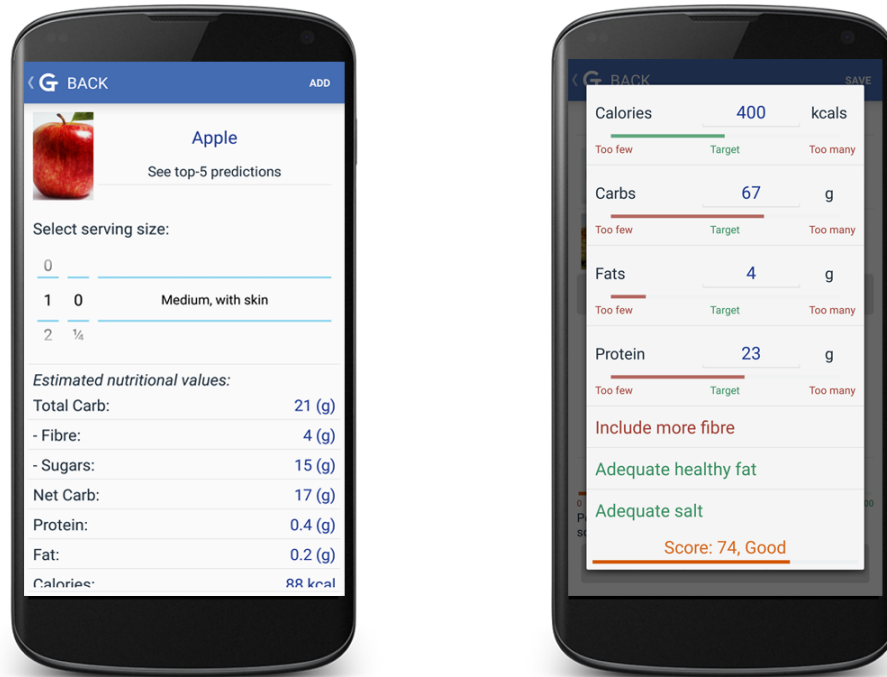 BACK
ADD
Apple
See top-5 predictions
Select serving size:
0
1 0 Medium, with skin
2 ¼
Estimated nutritional values:
Total Carb: 21 (g)
- Fibre: 4 (g)
- Sugars: 15 (g)
Net Carb: 17 (g)
Protein: 0.4 (g)
Fat: 0.2 (g)
Calories: 88 kcal
BACK
SAVE
Calories 400 kcals
Too few Target Too many
Carbs 67 g
Too few Target Too many
Fats 4 g
Too few Target Too many
Protein 23 g
Too few Target Too many
Include more fibre
Adequate healthy fat
Adequate salt
Score: 74, Good